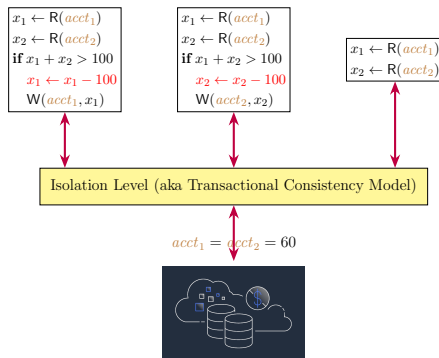 x₁ ← R(acct₁)
x₂ ← R(acct₂)
if x₁ + x₂ > 100
x₁ ← x₁ − 100
W(acct₁, x₁)
x₁ ← R(acct₁)
x₂ ← R(acct₂)
if x₁ + x₂ > 100
x₂ ← x₂ − 100
W(acct₂, x₂)
x₁ ← R(acct₁)
x₂ ← R(acct₂)
Isolation Level (aka Transactional Consistency Model)
acct₁ = acct₂ = 60
$